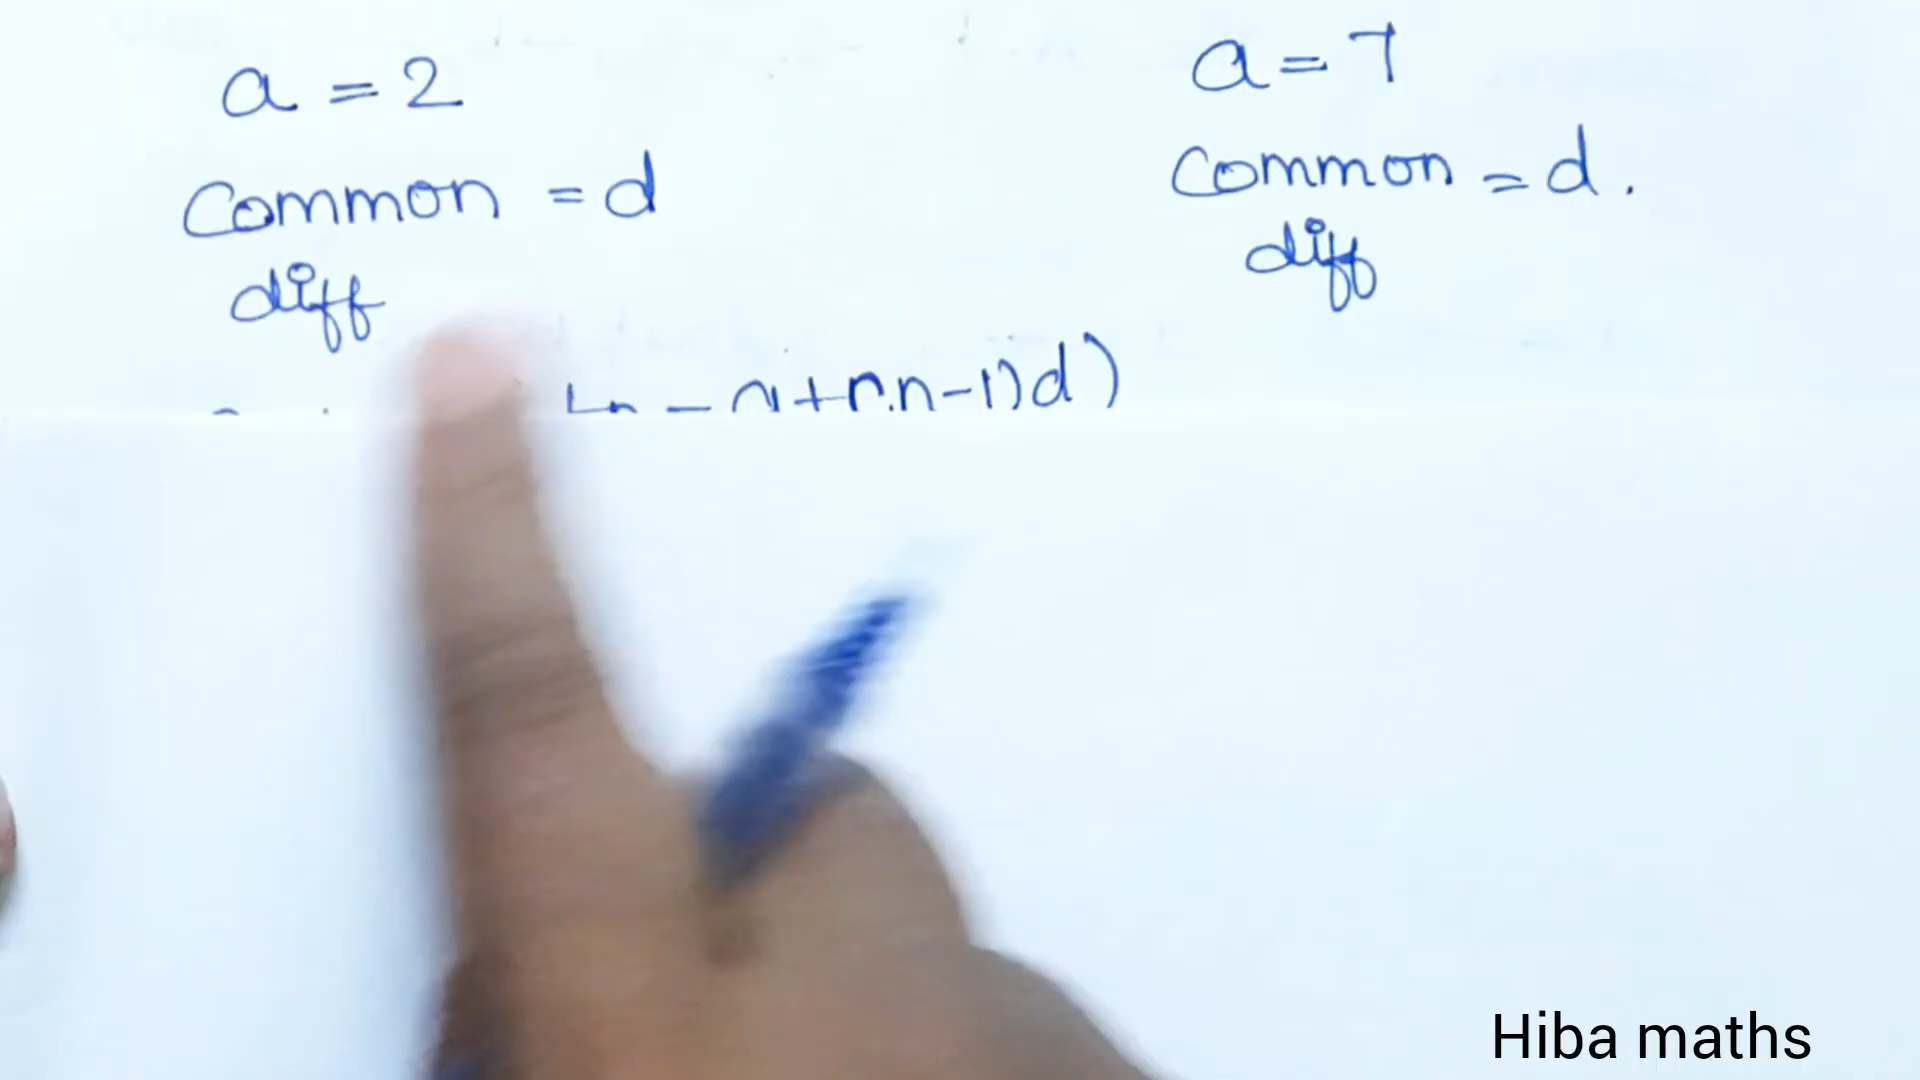 a = 2
Common = d
diff
a = 7
Common = d.
diff
Hiba maths